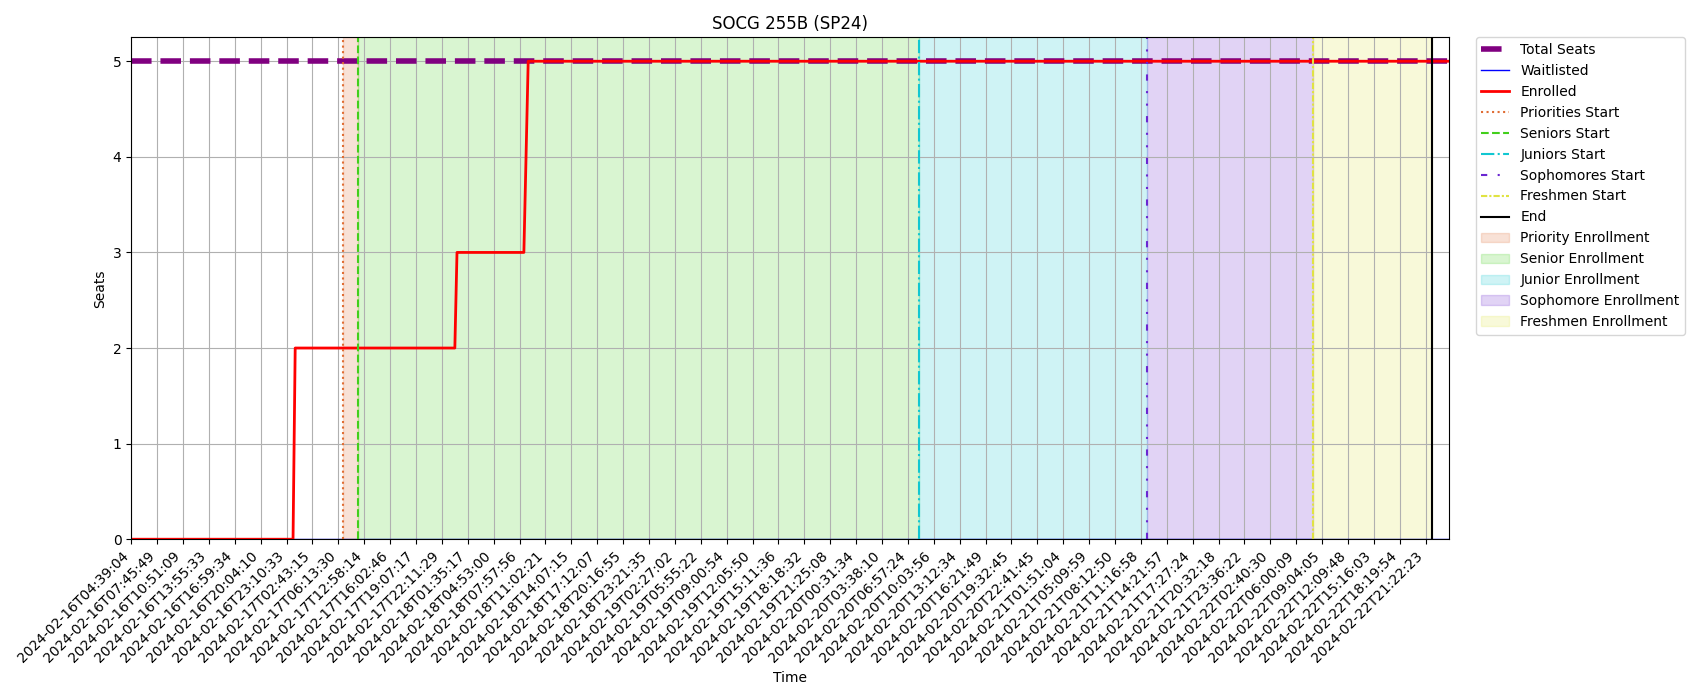 SOCG 255B (SP24)
Seats
5
4
3
2
1
0
2024-02-16T04:39:04
2024-02-16T07:45:49
2024-02-16T10:51:09
2024-02-16T13:55:33
2024-02-16T16:59:34
2024-02-16T20:04:10
2024-02-16T23:10:33
2024-02-17T02:43:15
2024-02-17T06:13:30
2024-02-17T12:58:14
2024-02-17T16:02:46
2024-02-17T19:07:17
2024-02-17T22:11:29
2024-02-18T01:35:17
2024-02-18T04:53:00
2024-02-18T07:57:56
2024-02-18T11:02:21
2024-02-18T14:07:15
2024-02-18T17:12:07
2024-02-18T20:16:55
2024-02-18T23:21:35
2024-02-19T02:27:02
2024-02-19T05:55:22
2024-02-19T09:00:54
2024-02-19T12:05:50
2024-02-19T15:11:36
2024-02-19T18:18:32
2024-02-19T21:25:08
2024-02-20T00:31:34
2024-02-20T03:38:10
2024-02-20T06:57:24
2024-02-20T10:03:56
2024-02-20T13:12:34
2024-02-20T16:21:49
2024-02-20T19:32:45
2024-02-20T22:41:45
2024-02-21T01:51:04
2024-02-21T05:09:59
2024-02-21T08:12:50
2024-02-21T11:16:58
2024-02-21T14:21:57
2024-02-21T17:27:24
2024-02-21T20:32:18
2024-02-21T23:36:22
2024-02-22T02:40:30
2024-02-22T06:00:09
2024-02-22T09:04:05
2024-02-22T12:09:48
2024-02-22T15:16:03
2024-02-22T18:19:54
2024-02-22T21:22:23
Time
Total Seats
Waitlisted
Enrolled
Priorities Start
Seniors Start
Juniors Start
Sophomores Start
Freshmen Start
End
Priority Enrollment
Senior Enrollment
Junior Enrollment
Sophomore Enrollment
Freshmen Enrollment